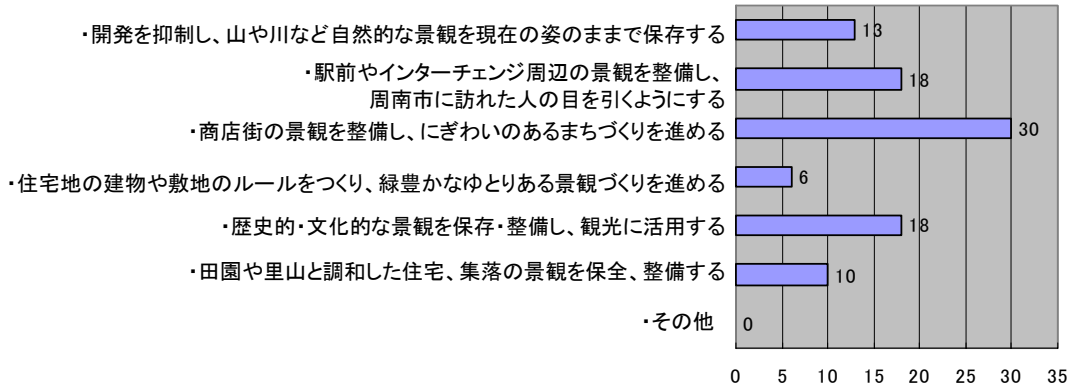 ・開発を抑制し、山や川など自然的な景観を現在の姿のままで保存する 13
・駅前やインターチェンジ周辺の景観を整備し、
周南市に訪れた人の目を引くようにする 18
・商店街の景観を整備し、にぎわいのあるまちづくりを進める 30
・住宅地の建物や敷地のルールをつくり、緑豊かなゆとりある景観づくりを進める 6
・歴史的・文化的な景観を保存・整備し、観光に活用する 18
・田園や里山と調和した住宅、集落の景観を保全、整備する 10
・その他 0
0 5 10 15 20 25 30 35